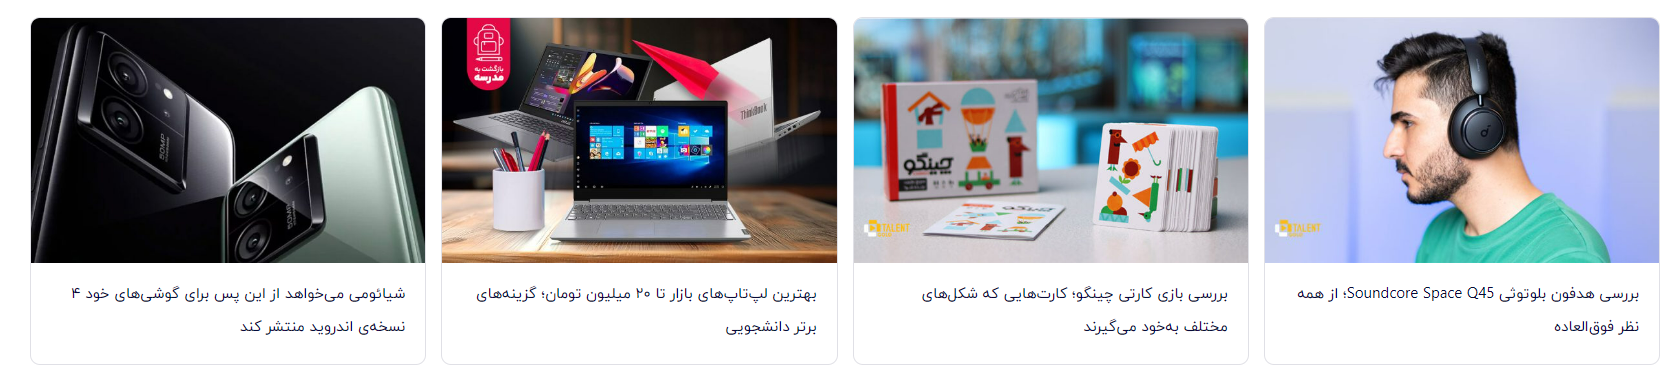 بررسی هدفون بلوتوثی Soundcore Space Q45؛ از همه
نظر فوق‌العاده
TALENT
چینگو
TALENT
بررسی بازی کارتی چینگو؛ کارت‌هایی که شکل‌های
مختلف به‌خود می‌گیرند
بازگشت به
مدرسه
ThinkBook
بهترین لپ‌تاپ‌های بازار تا ۲۰ میلیون تومان؛ گزینه‌های
برتر دانشجویی
50MP
50MP
شیائومی می‌خواهد از این پس برای گوشی‌های خود ۴
نسخه‌ی اندروید منتشر کند